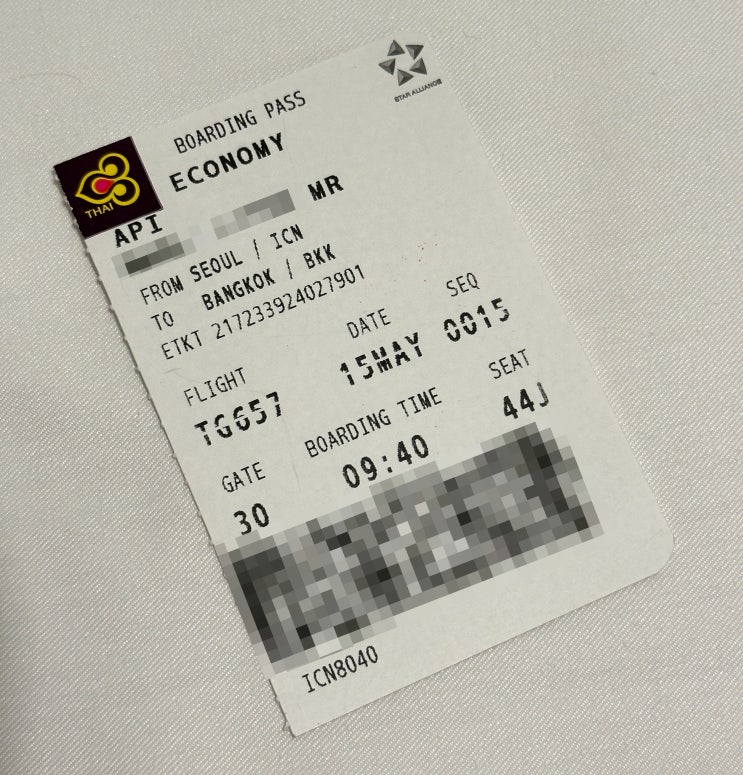 STAR ALLIANCE
BOARDING PASS
ECONOMY
THAI
API
MR
FROM SEOUL / ICN
TO BANGKOK / BKK
ETKT 217233924027901
FLIGHT DATE SEQ
TG657 15MAY 0015
GATE BOARDING TIME SEAT
30 09:40 44J
ICN8040